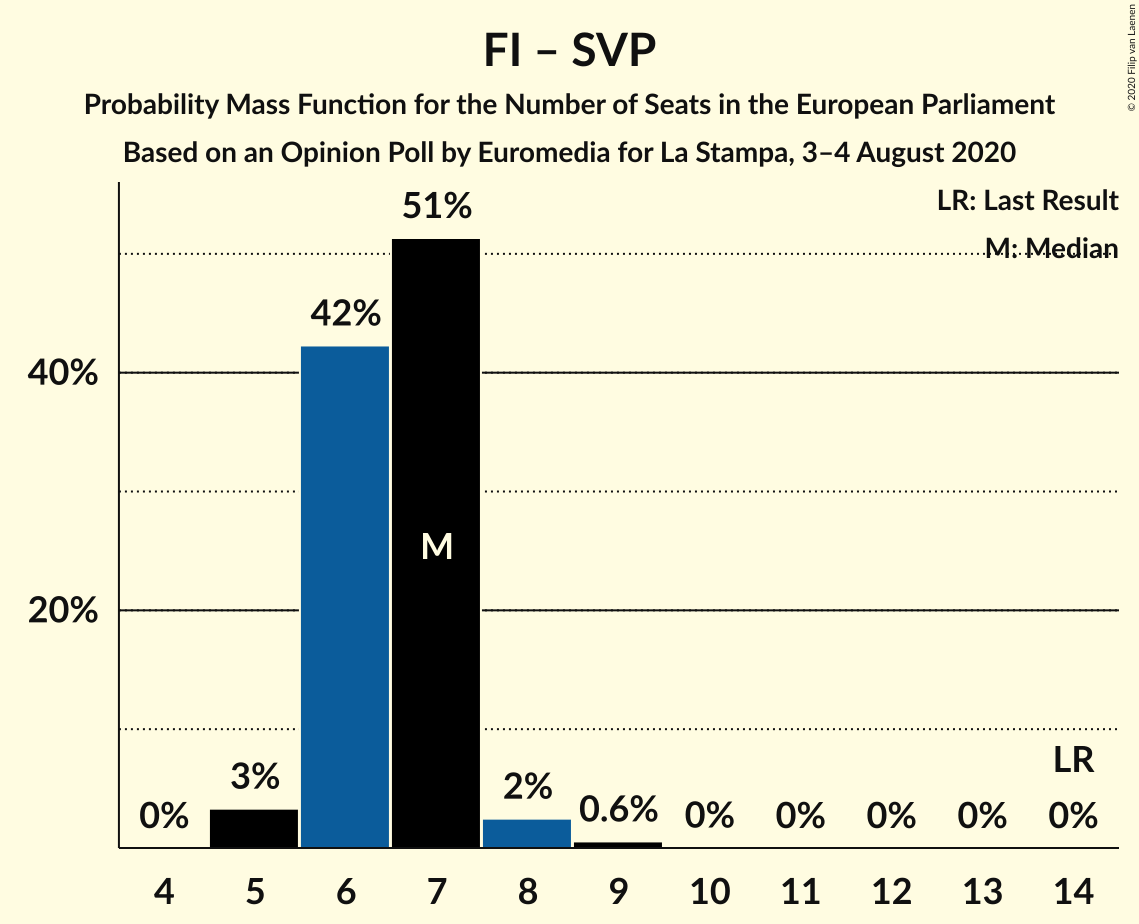 FI – SVP
Probability Mass Function for the Number of Seats in the European Parliament
Based on an Opinion Poll by Euromedia for La Stampa, 3–4 August 2020
© 2020 Filip van Laenen
LR: Last Result
M: Median
51%
42%
40%
M
20%
LR
3%
2%
0%
0.6%
0%
0%
0%
0%
0%
4 5 6 7 8 9 10 11 12 13 14